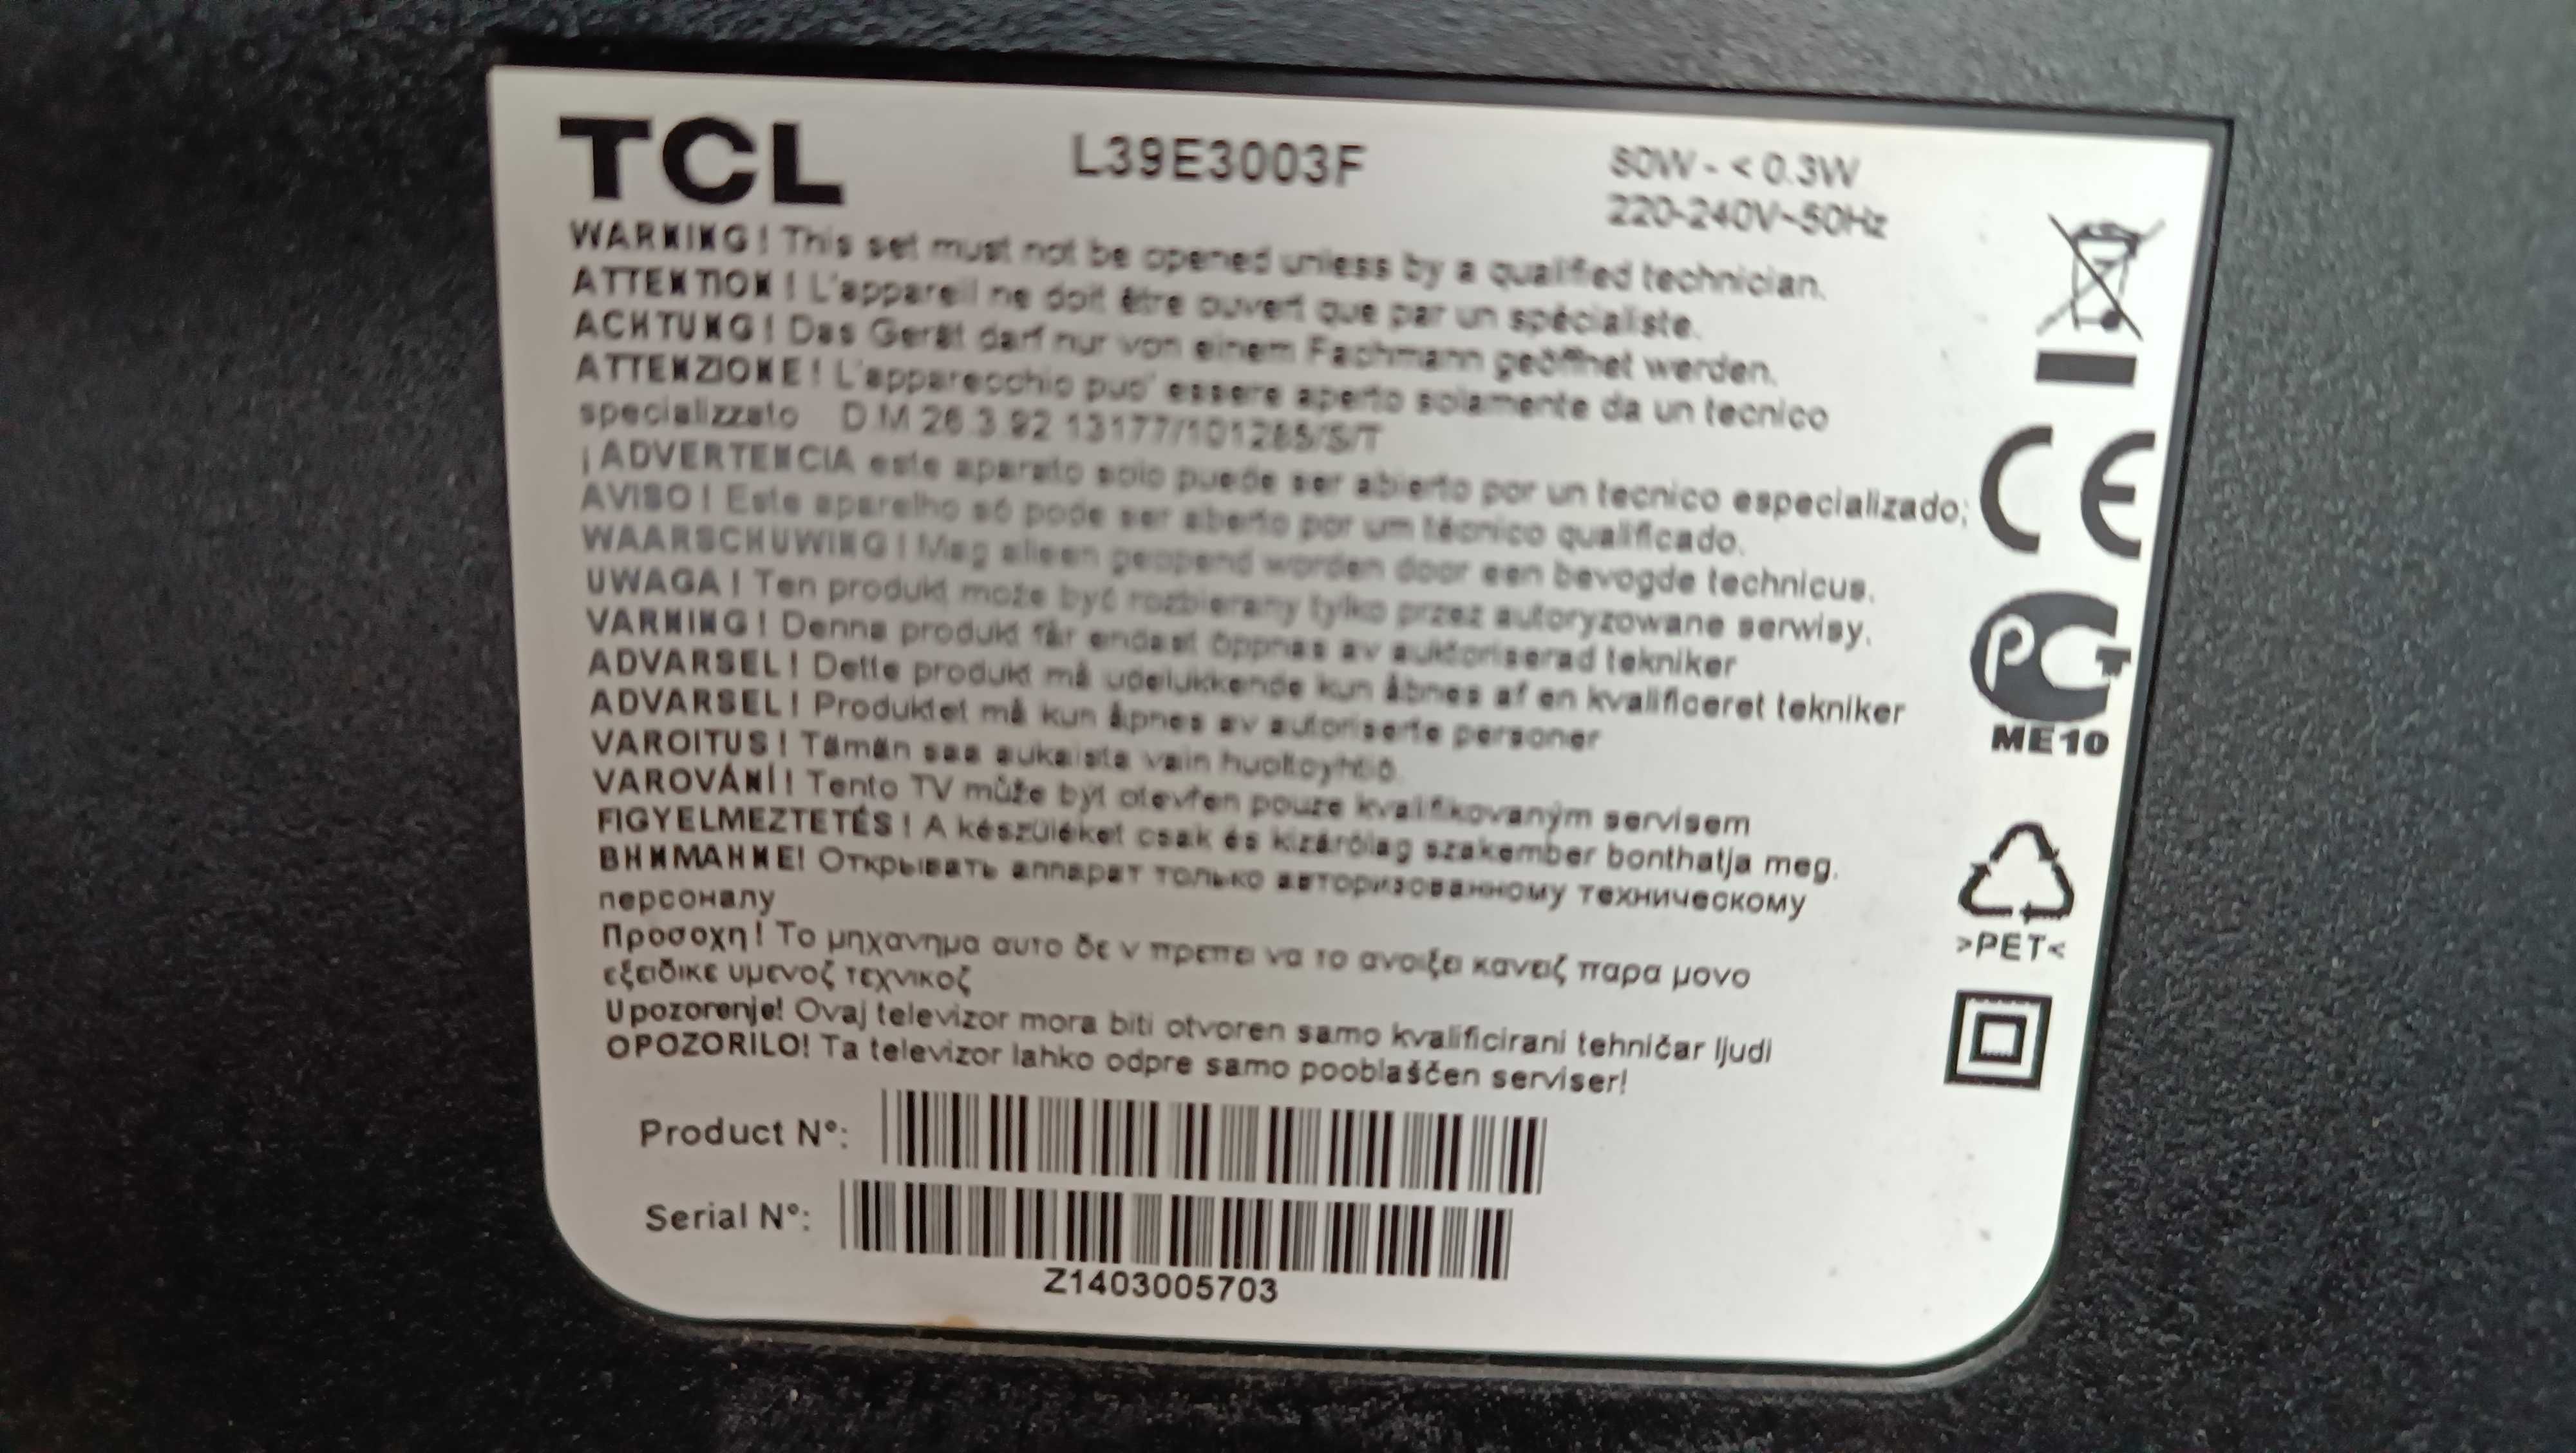 TCL
L39E3003F
80W - < 0.3W
220-240V~50Hz
WARNING! This set must not be opened unless by a qualified technician.
ATTENTION! L'appareil ne doit être ouvert que par un spécialiste.
ACHTUNG! Das Gerät darf nur von einem Fachmann geöffnet werden.
ATTENZIONE! L'apparecchio puo' essere aperto solamente da un tecnico
specializzato D.M 26.3.92 13177/101285/S/T
¡ADVERTENCIA este aparato solo puede ser abierto por un tecnico especializado;
AVISO! Este aparelho só pode ser aberto por um técnico qualificado.
WAARSCHUWING! Mag alleen geopend worden door een bevogde technicus.
UWAGA! Ten produkt może być rozbierany tylko przez autoryzowane serwisy.
VARNING! Denna produkt får endast öppnas av auktoriserad tekniker
ADVARSEL! Dette produkt må udelukkende kun åbnes af en kvalificeret tekniker
ADVARSEL! Produktet må kun åpnes av autoriserte personer
VAROITUS! Tämän saa aukaista vain huoltoyhtiö.
VAROVÁNÍ! Tento TV může být otevřen pouze kvalifikovaným servisem
FIGYELMEZTETÉS! A készüléket csak és kizárólag szakember bonthatja meg.
ВНИМАНИЕ! Открывать аппарат только авторизованному техническому
персоналу
Προσοχη! Το μηχανημα αυτο δε ν πρεπει να το ανοιξει κανειζ παρα μονο
εξειδικε υμενοζ τεχνικοζ
Upozorenje! Ovaj televizor mora biti otvoren samo kvalificirani tehničar ljudi
OPOZORILO! Ta televizor lahko odpre samo pooblaščen serviser!
CE
PCT
ME10
>PET<
Product N°:
Serial N°:
Z1403005703